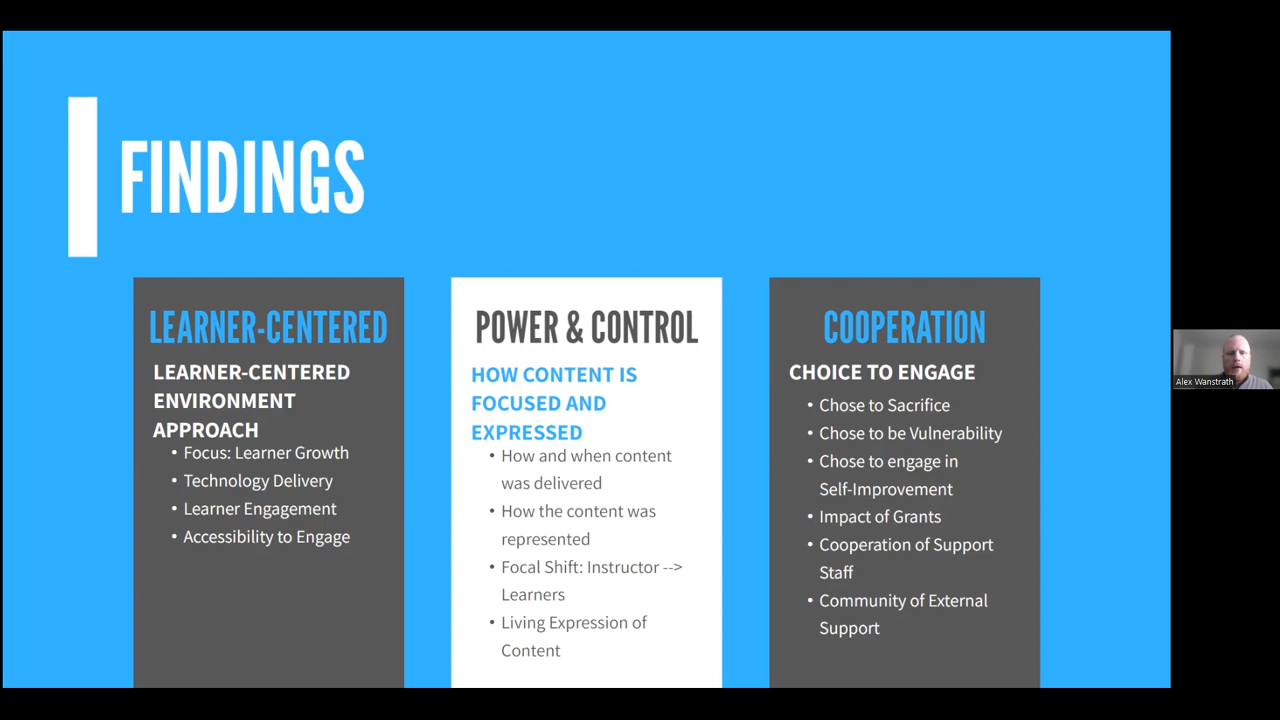 FINDINGS
LEARNER-CENTERED
LEARNER-CENTERED
ENVIRONMENT
APPROACH
• Focus: Learner Growth
• Technology Delivery
• Learner Engagement
• Accessibility to Engage
POWER & CONTROL
HOW CONTENT IS
FOCUSED AND
EXPRESSED
• How and when content
was delivered
• How the content was
represented
• Focal Shift: Instructor -->
Learners
• Living Expression of
Content
COOPERATION
CHOICE TO ENGAGE
• Chose to Sacrifice
• Chose to be Vulnerability
• Chose to engage in
Self-Improvement
• Impact of Grants
• Cooperation of Support
Staff
• Community of External
Support
Alex Wanstrath